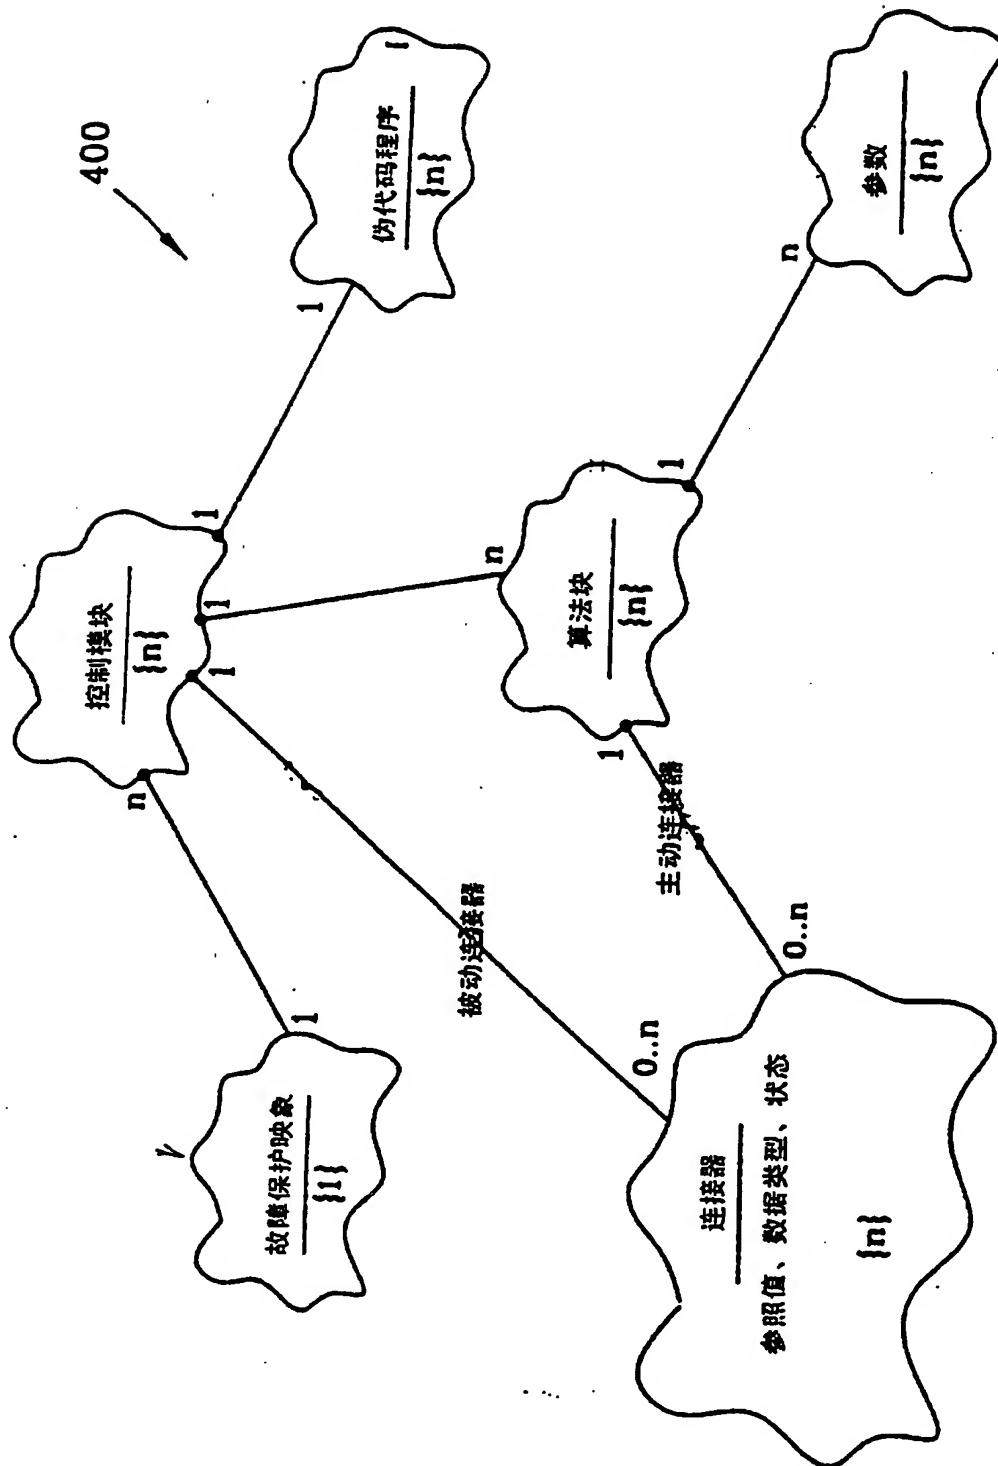 400
控制模块
{n}
n
1
1
1
故障保护映象
{1}
1
1
伪代码程序
{n}
被动连接器
n
算法块
{n}
1
1
主动连接器
0..n
0..n
n
参数
{n}
连接器
参照值、数据类型、状态
{n}